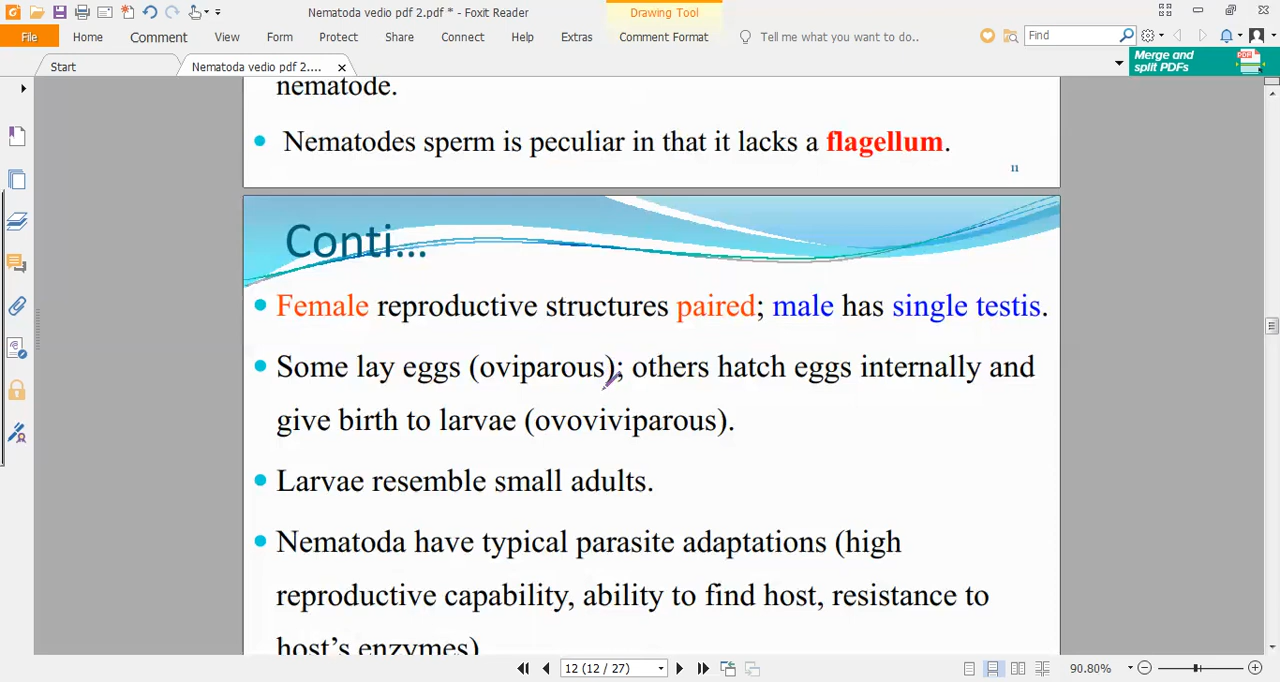 Nematoda vedio pdf 2.pdf * - Foxit Reader
Drawing Tool
File Home Comment View Form Protect Share Connect Help Extras Comment Format Tell me what you want to do.. Find
Start Nematoda vedio pdf 2....
Merge and
split PDFs
nematode.
Nematodes sperm is peculiar in that it lacks a flagellum.
11
Conti...
Female reproductive structures paired; male has single testis.
Some lay eggs (oviparous); others hatch eggs internally and
give birth to larvae (ovoviviparous).
Larvae resemble small adults.
Nematoda have typical parasite adaptations (high
reproductive capability, ability to find host, resistance to
host’s enzymes)
12 (12 / 27) 90.80%